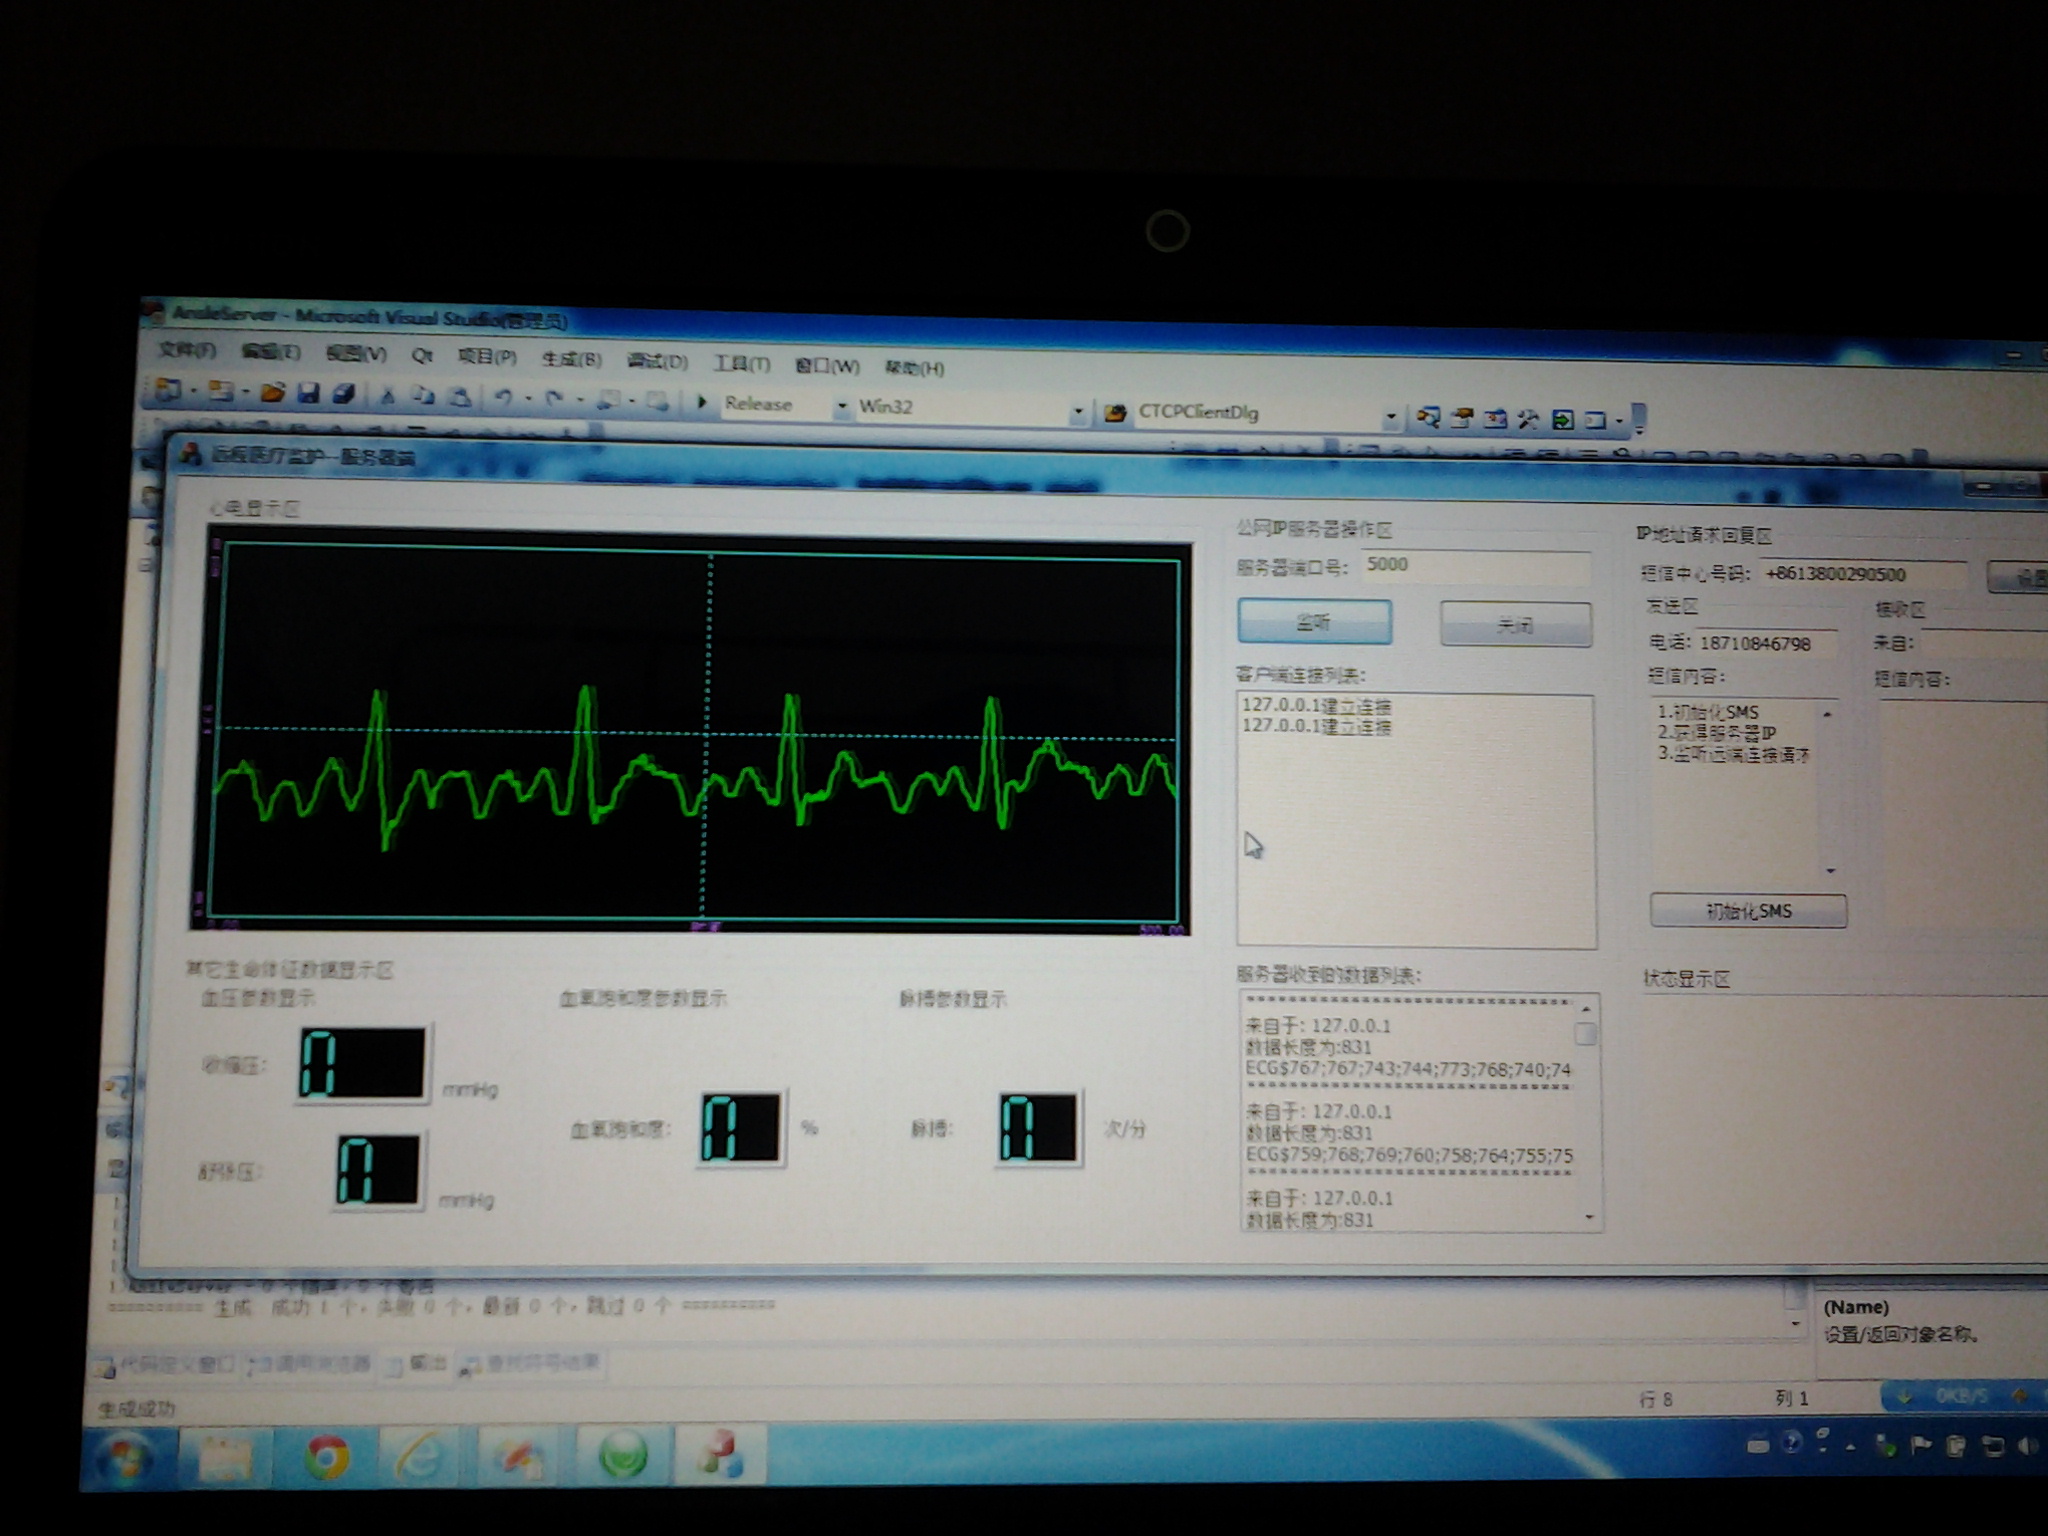 AnsleServer - Microsoft Visual Studio(管理员)
文件(F) 编辑(E) 视图(V) Qt 项目(P) 生成(B) 调试(D) 工具(T) 窗口(W) 帮助(H)
Release Win32 CTCPClientDlg
远程医疗监护--服务器端
心电显示区
0.00
500.00
其它生命体征数据显示区
血压参数显示
收缩压: 0 mmHg
舒张压: 0 mmHg
血氧饱和度参数显示
血氧饱和度: 0 %
脉搏参数显示
脉搏: 0 次/分
公网IP服务器操作区
服务器端口号: 5000
监听 关闭
客户端连接列表:
127.0.0.1建立连接
127.0.0.1建立连接
服务器收到的数据列表:
来自于: 127.0.0.1
数据长度为:831
ECG$767;767;743;744;773;768;740;74
来自于: 127.0.0.1
数据长度为:831
ECG$759;768;769;760;758;764;755;75
来自于: 127.0.0.1
数据长度为:831
IP地址请求回复区
短信中心号码: +8613800290500
设置
发送区
电话: 18710846798
短信内容:
1.初始化SMS
2.获得服务器IP
3.监听远端连接请求
初始化SMS
接收区
来自:
短信内容:
状态显示区
========== 生成: 成功 1 个，失败 0 个，最新 0 个，跳过 0 个 ==========
代码定义窗口 调用浏览器 输出 查找符号结果
(Name)
设置/返回对象名称。
生成成功
行 8 列 1
0KB/S